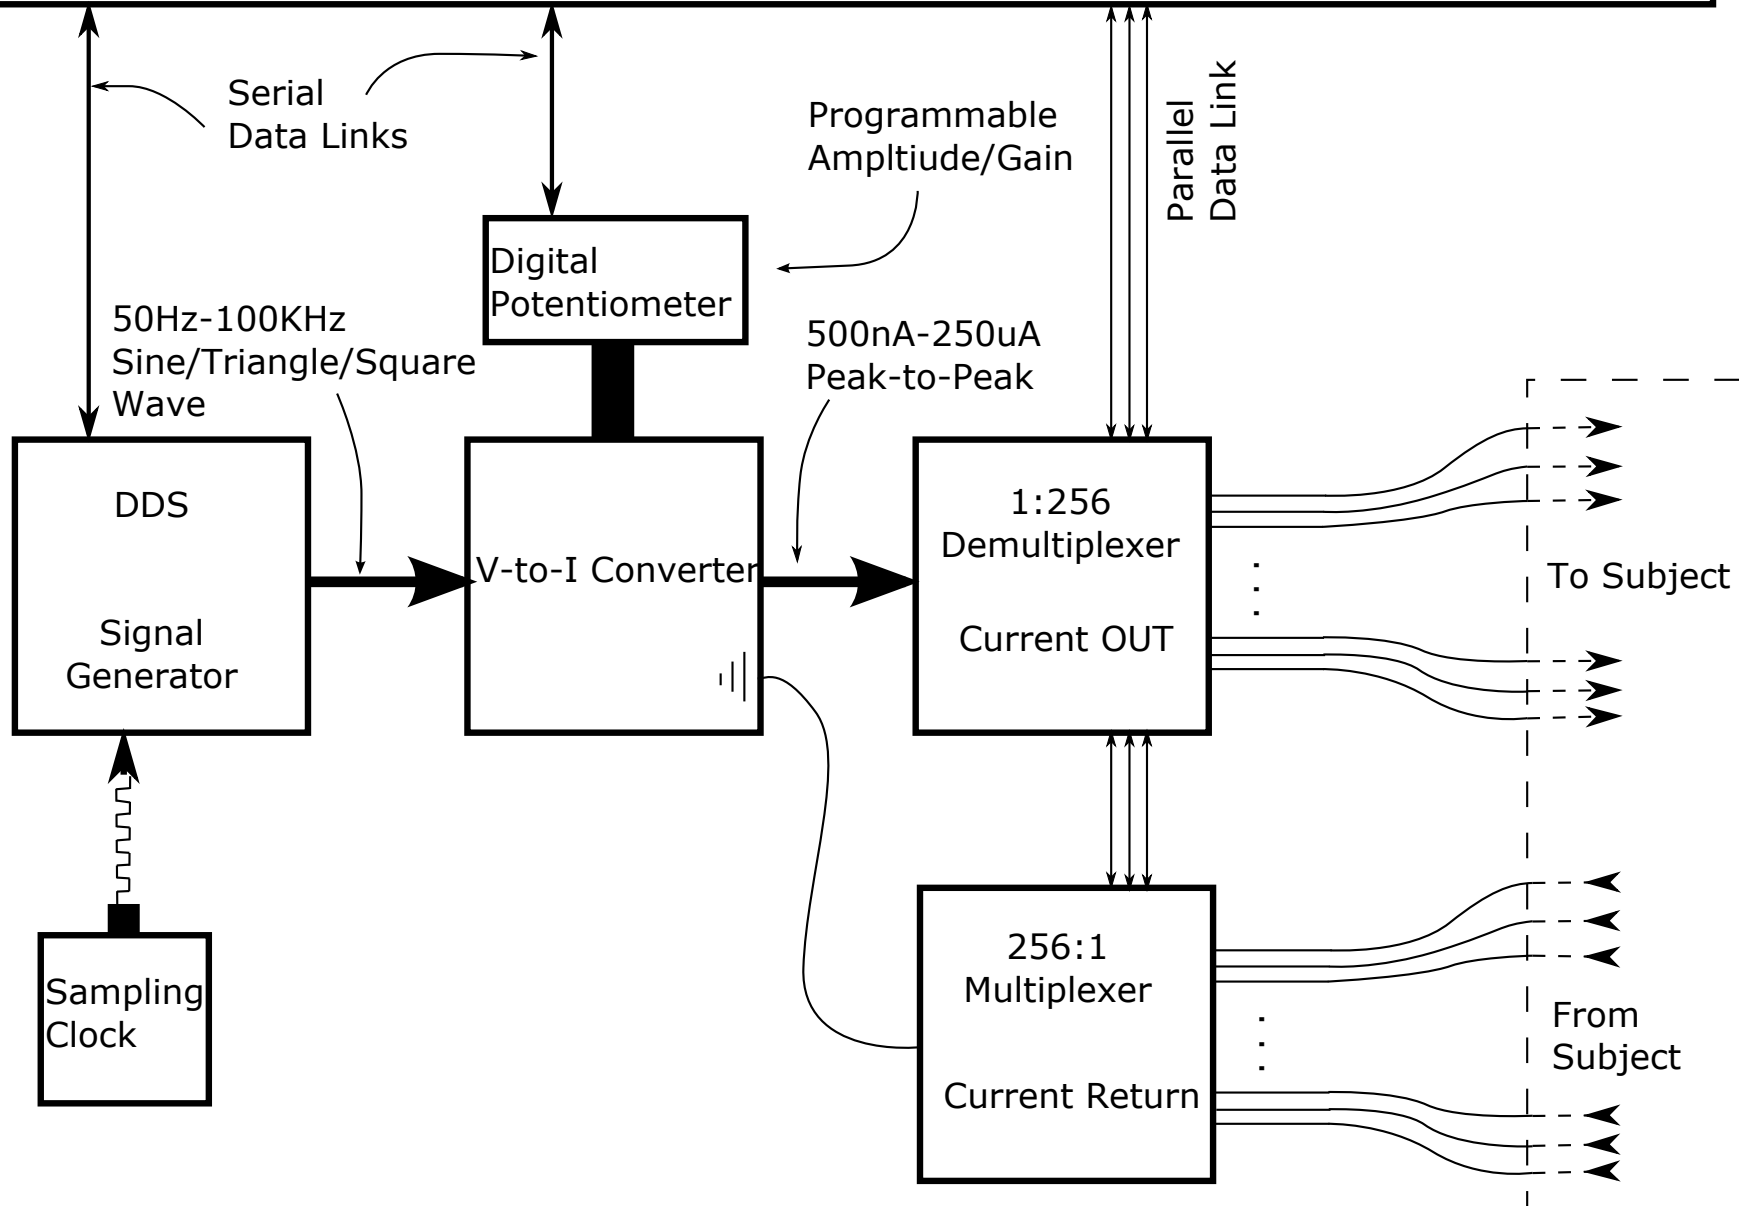 Serial
Data Links
Programmable
Ampltiude/Gain
Parallel
Data Link
Digital
Potentiometer
50Hz-100KHz
Sine/Triangle/Square
Wave
500nA-250uA
Peak-to-Peak
DDS
Signal
Generator
V-to-I Converter
1:256
Demultiplexer
Current OUT
To Subject
Sampling
Clock
256:1
Multiplexer
Current Return
From
Subject